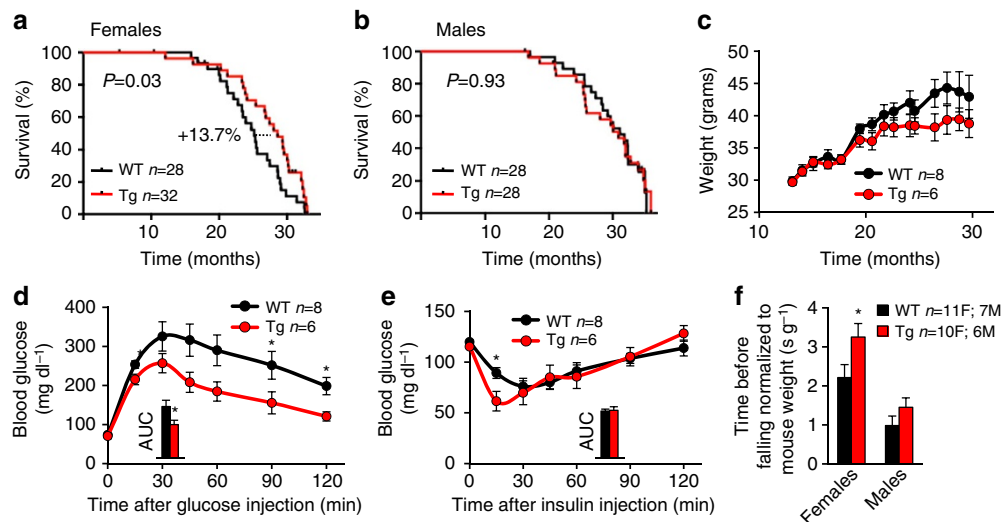 a
Females
Survival (%)
100
80
60
40
20
0
P=0.03
+13.7%
WT n=28
Tg n=32
0
10
20
30
Time (months)
b
Males
Survival (%)
100
80
60
40
20
0
P=0.93
WT n=28
Tg n=28
0
10
20
30
Time (months)
c
Weight (grams)
45
40
35
30
25
WT n=8
Tg n=6
10
20
30
Time (months)
d
Blood glucose
(mg dl−1)
400
300
200
100
0
WT n=8
Tg n=6
*
*
*
AUC
*
0
30
60
90
120
Time after glucose injection (min)
e
Blood glucose
(mg dl−1)
150
100
50
0
WT n=8
Tg n=6
*
AUC
0
30
60
90
120
Time after insulin injection (min)
f
Time before
falling normalized to
mouse weight (s g−1)
4
3
2
1
0
WT n=11F; 7M
Tg n=10F; 6M
*
Females
Males